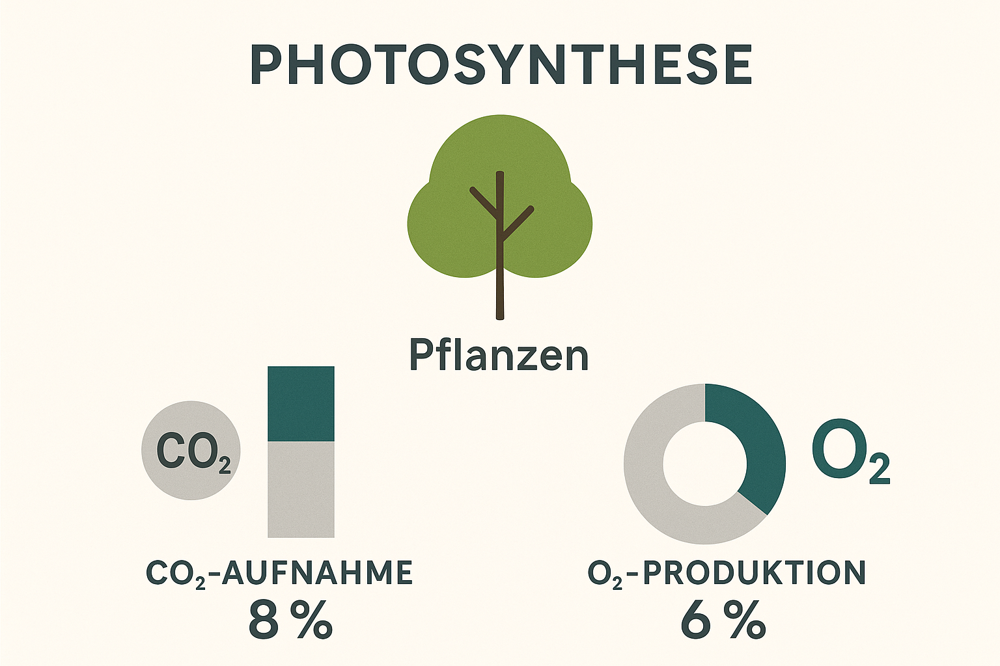 PHOTOSYNTHESE
Pflanzen
CO₂
O₂
CO₂-AUFNAHME
8 %
O₂-PRODUKTION
6 %